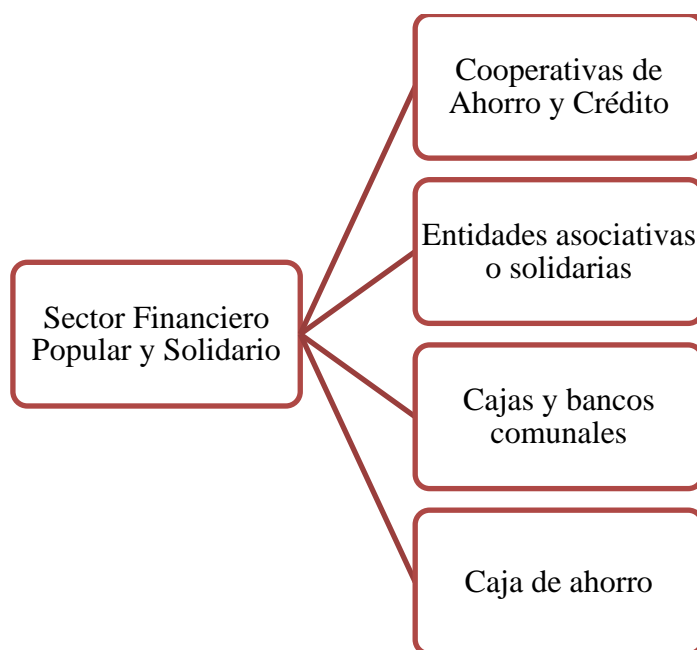 Cooperativas de
Ahorro y Crédito
Entidades asociativas
o solidarias
Sector Financiero
Popular y Solidario
Cajas y bancos
comunales
Caja de ahorro